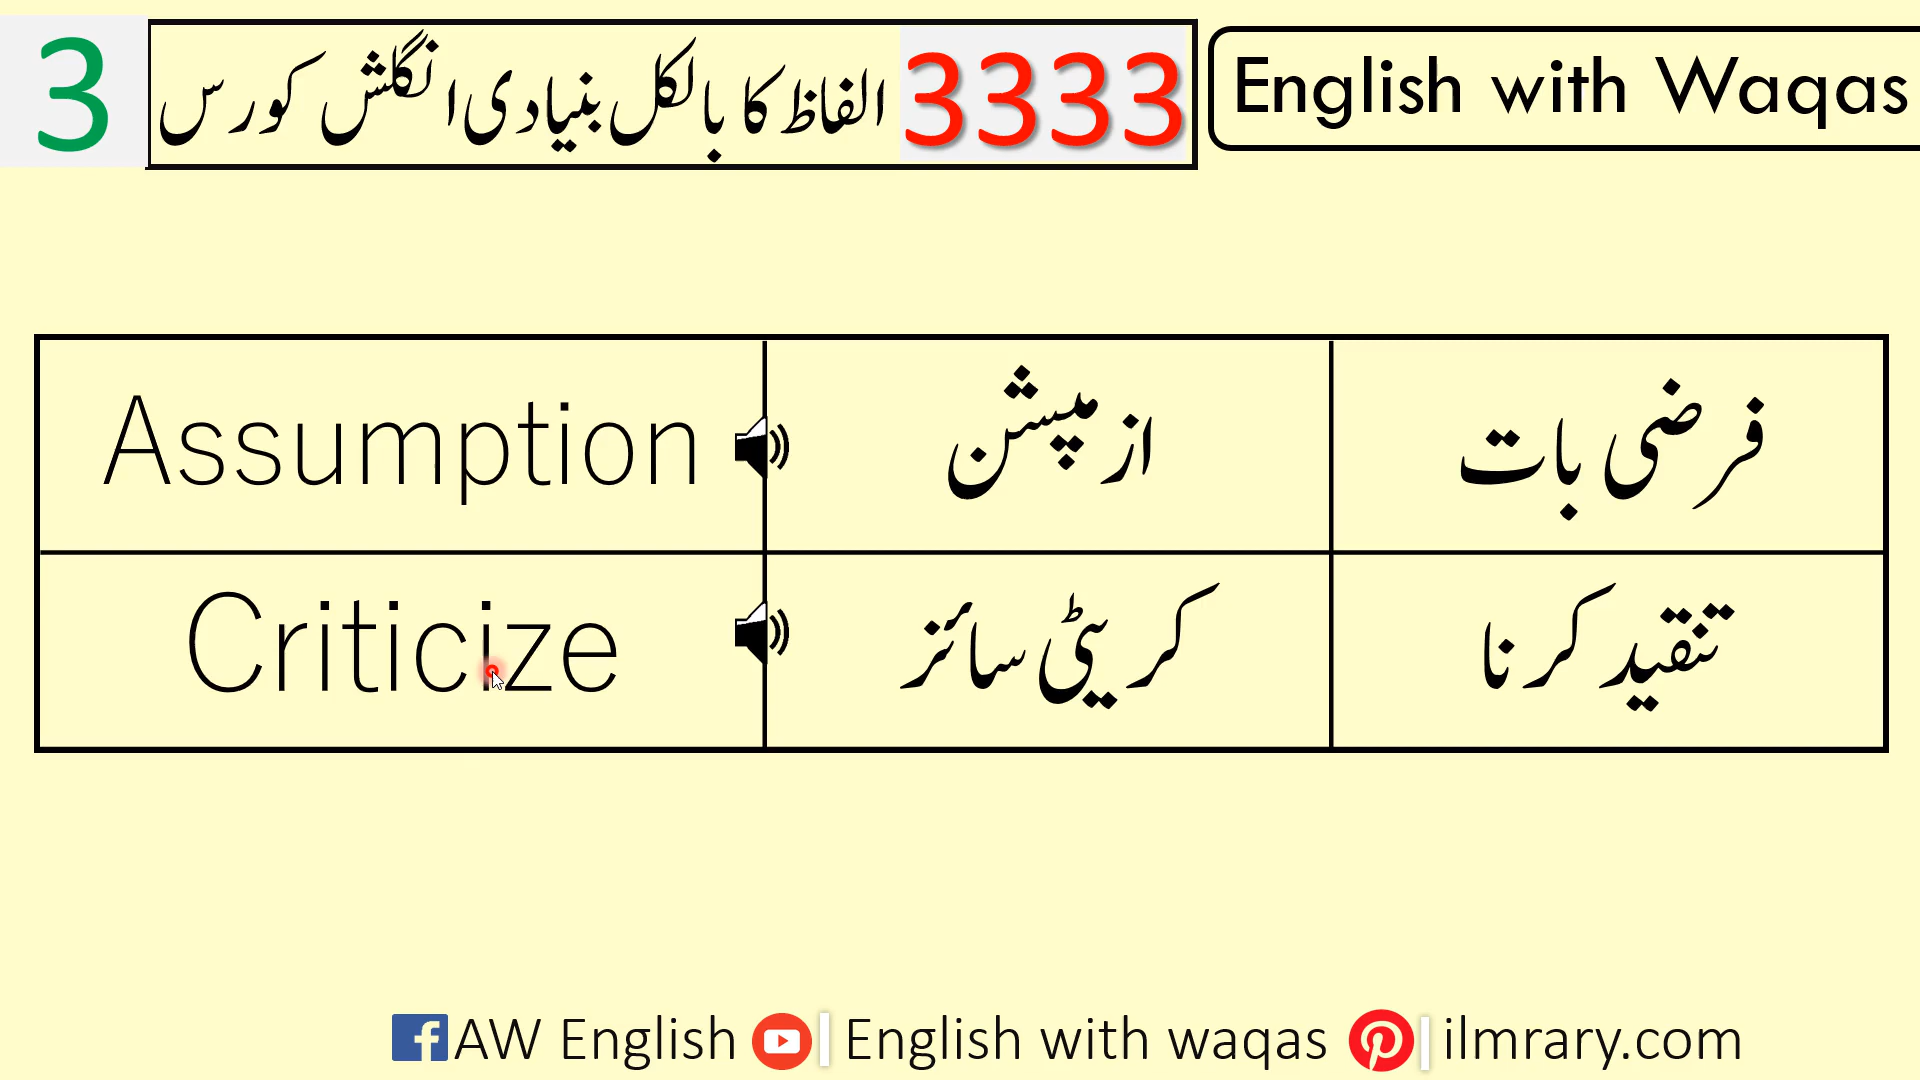 3
3333 الفاظ کا بالکل بنیادی انگلش کورس
English with Waqas
Assumption ازمپشن فرضی بات
Criticize کریٹی سائز تنقید کرنا
AW English English with waqas ilmrary.com